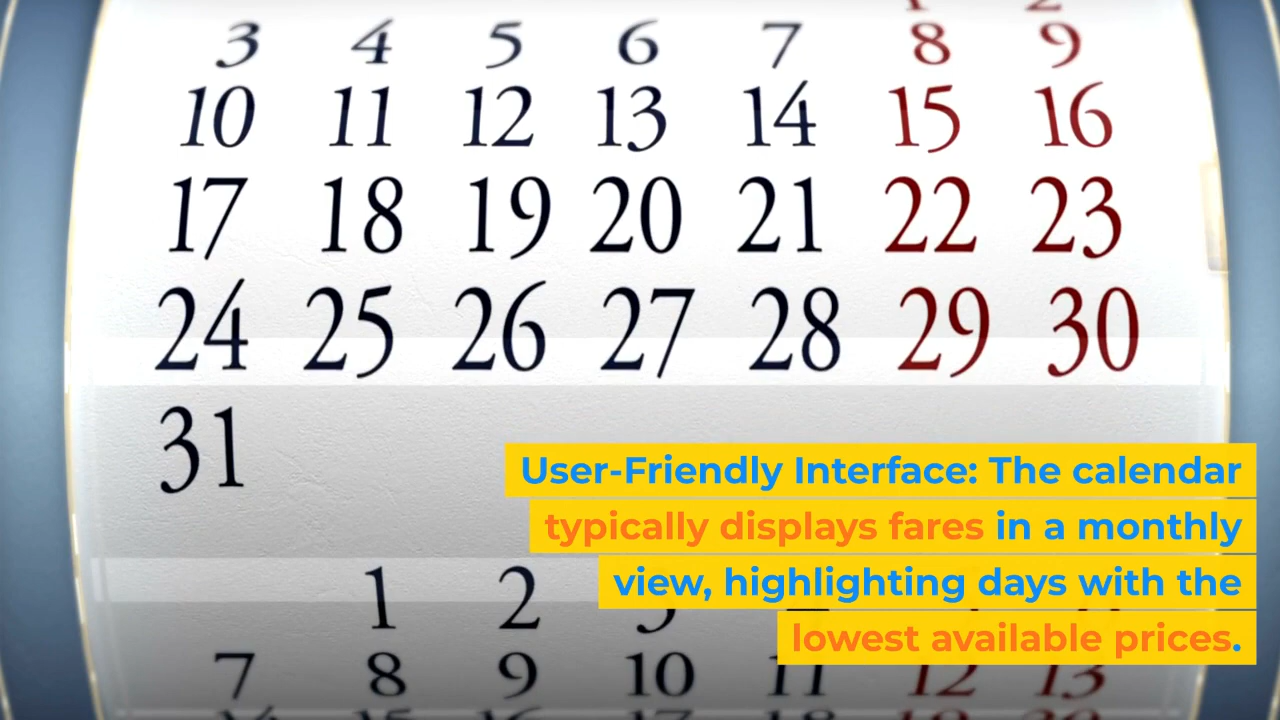 3 4 5 6 7 8 9
10 11 12 13 14 15 16
17 18 19 20 21 22 23
24 25 26 27 28 29 30
31
User-Friendly Interface: The calendar
typically displays fares in a monthly
view, highlighting days with the
lowest available prices.
1 2 3
7 8 9 10 11 12 13